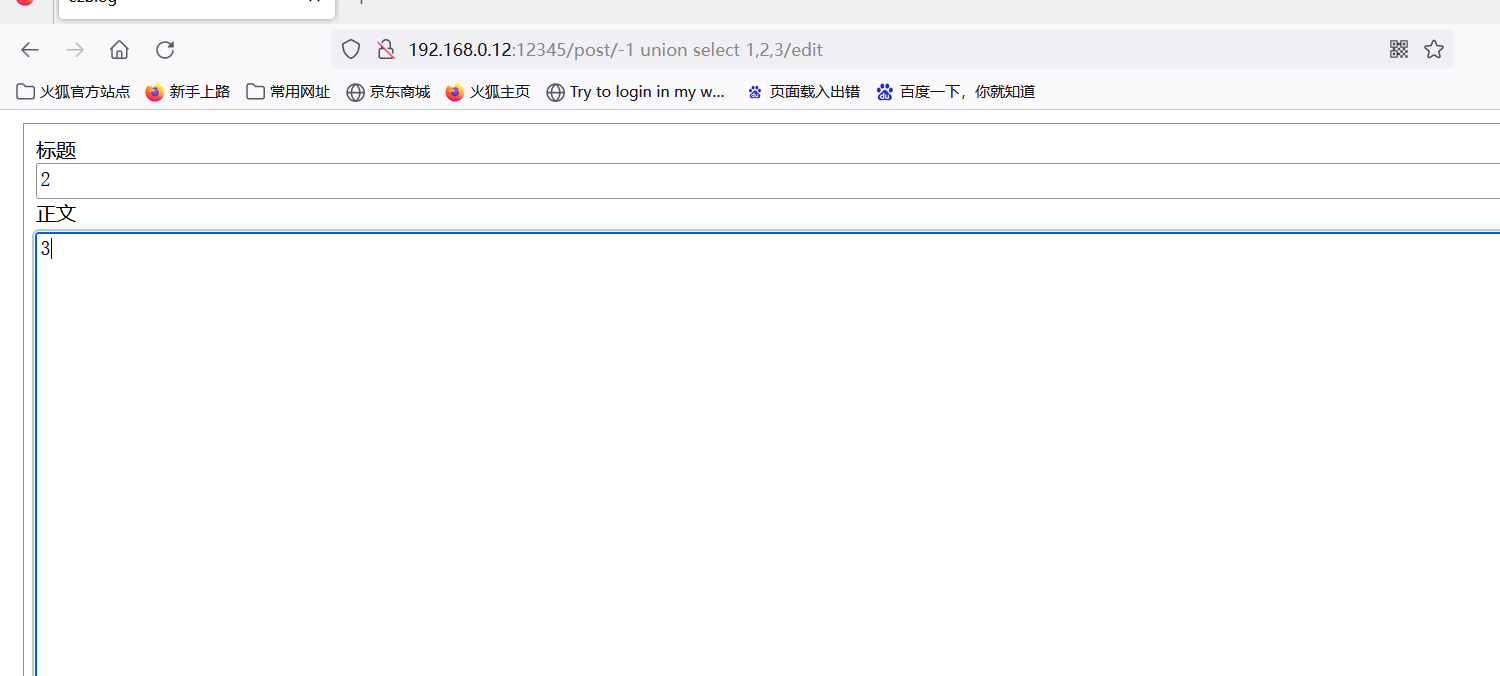 ezblog
192.168.0.12:12345/post/-1 union select 1,2,3/edit
火狐官方站点 新手上路 常用网址 京东商城 火狐主页 Try to login in my w... 页面载入出错 百度一下，你就知道
标题
2
正文
3